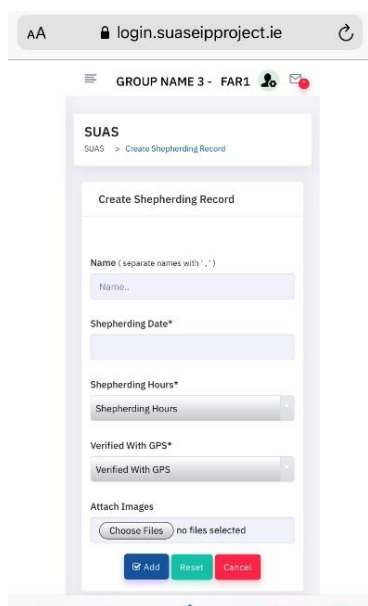 AA login.suaseipproject.ie
GROUP NAME 3 - FAR1
SUAS
SUAS > Create Shepherding Record
Create Shepherding Record
Name ( separate names with ' , ' )
Name..
Shepherding Date*
Shepherding Hours*
Shepherding Hours
Verified With GPS*
Verified With GPS
Attach Images
Choose Files no files selected
Add Reset Cancel